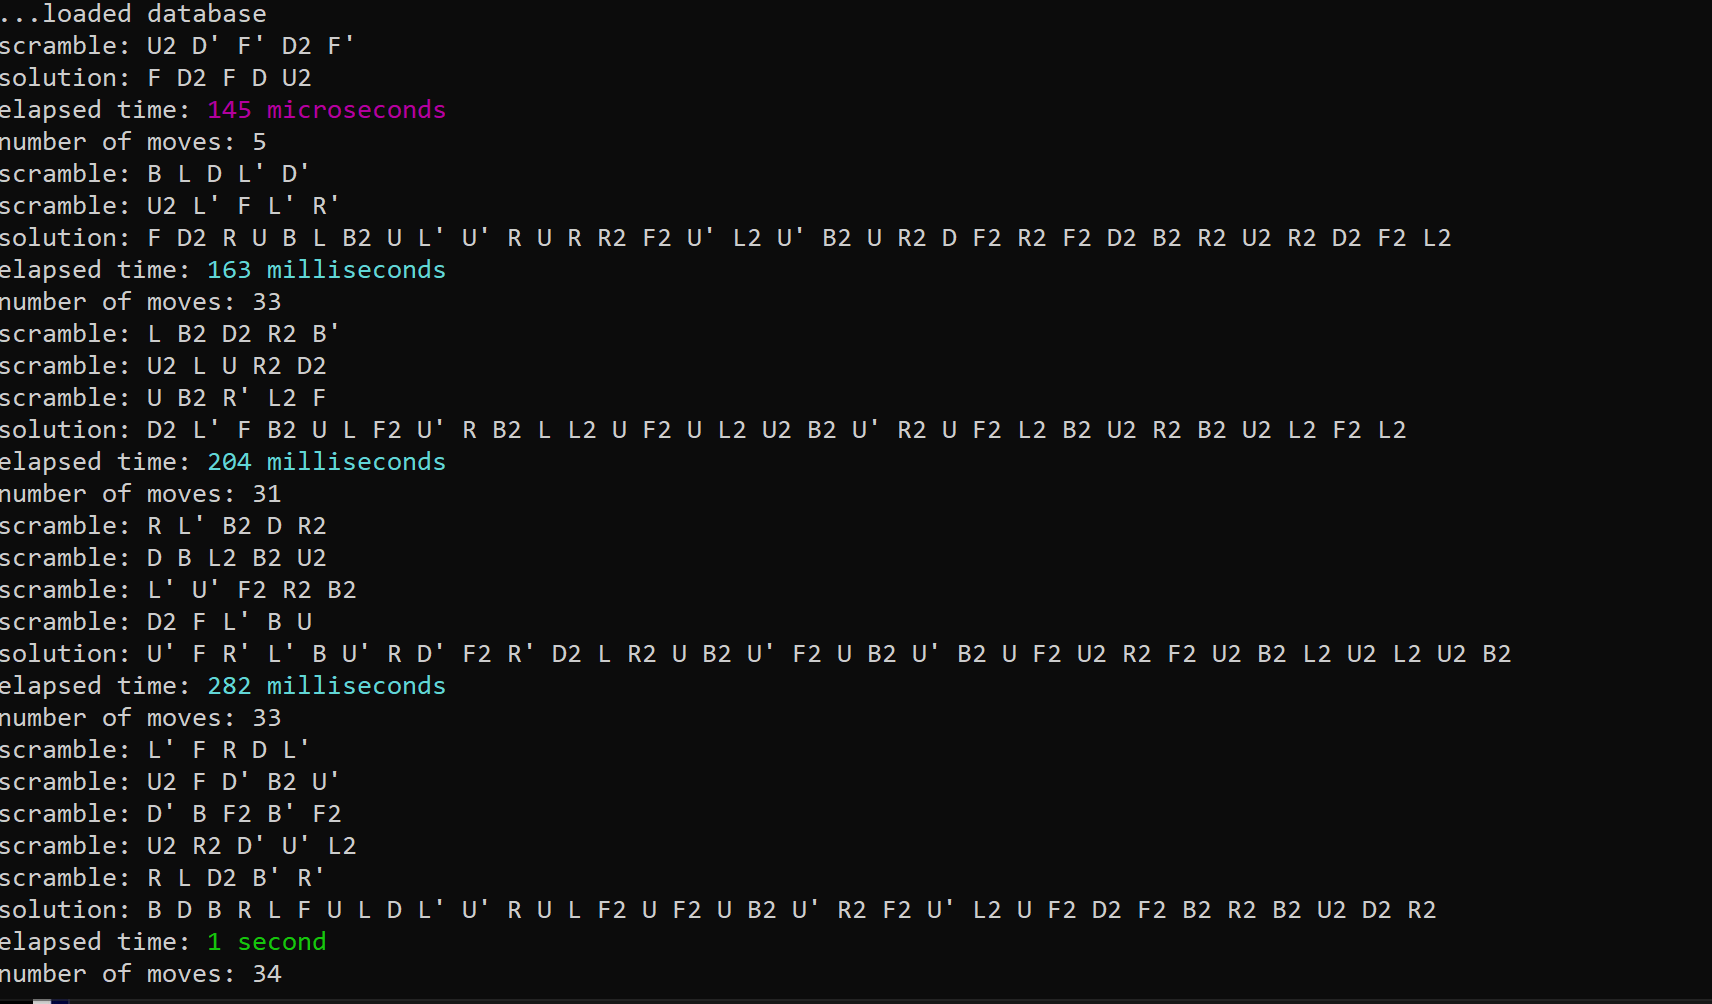 ...loaded database
scramble: U2 D' F' D2 F'
solution: F D2 F D U2
elapsed time: 145 microseconds
number of moves: 5
scramble: B L D L' D'
scramble: U2 L' F L' R'
solution: F D2 R U B L B2 U L' U' R U R R2 F2 U' L2 U' B2 U R2 D F2 R2 F2 D2 B2 R2 U2 R2 D2 F2 L2
elapsed time: 163 milliseconds
number of moves: 33
scramble: L B2 D2 R2 B'
scramble: U2 L U R2 D2
scramble: U B2 R' L2 F
solution: D2 L' F B2 U L F2 U' R B2 L L2 U F2 U L2 U2 B2 U' R2 U F2 L2 B2 U2 R2 B2 U2 L2 F2 L2
elapsed time: 204 milliseconds
number of moves: 31
scramble: R L' B2 D R2
scramble: D B L2 B2 U2
scramble: L' U' F2 R2 B2
scramble: D2 F L' B U
solution: U' F R' L' B U' R D' F2 R' D2 L R2 U B2 U' F2 U B2 U' B2 U F2 U2 R2 F2 U2 B2 L2 U2 L2 U2 B2
elapsed time: 282 milliseconds
number of moves: 33
scramble: L' F R D L'
scramble: U2 F D' B2 U'
scramble: D' B F2 B' F2
scramble: U2 R2 D' U' L2
scramble: R L D2 B' R'
solution: B D B R L F U L D L' U' R U L F2 U F2 U B2 U' R2 F2 U' L2 U F2 D2 F2 B2 R2 B2 U2 D2 R2
elapsed time: 1 second
number of moves: 34